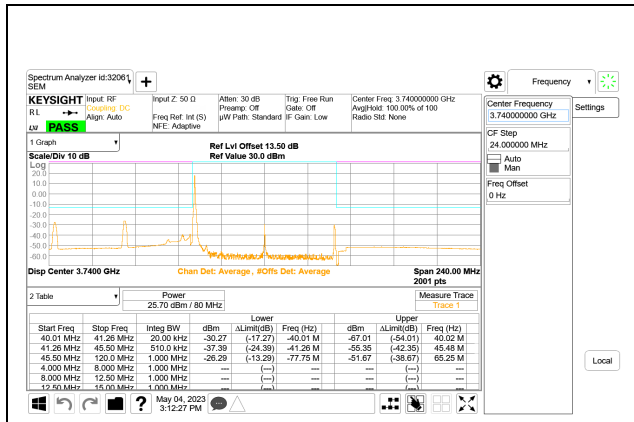 Spectrum Analyzer id:32061
SEM
Frequency
KEYSIGHT Input: RF Input Z: 50 Ω Atten: 30 dB Trig: Free Run Center Freq: 3.740000000 GHz
R L Coupling: DC Preamp: Off Gate: Off Avg|Hold: 100.00% of 100
Align: Auto Freq Ref: Int (S) µW Path: Standard IF Gain: Low Radio Std: None
PASS NFE: Adaptive
Center Frequency
3.740000000 GHz
Settings
CF Step
24.000000 MHz
Auto
Man
Freq Offset
0 Hz
1 Graph
Ref Lvl Offset 13.50 dB
Scale/Div 10 dB Ref Value 30.0 dBm
Log
20.0
10.0
0.00
-10.0
-20.0
-30.0
-40.0
-50.0
-60.0
Disp Center 3.7400 GHz Chan Det: Average , #Offs Det: Average Span 240.00 MHz
2001 pts
2 Table Power Measure Trace
25.70 dBm / 80 MHz Trace 1
Lower Upper
Start Freq Stop Freq Integ BW dBm ΔLimit(dB) Freq (Hz) dBm ΔLimit(dB) Freq (Hz)
40.01 MHz 41.26 MHz 20.00 kHz -30.27 (-17.27) -40.01 M -67.01 (-54.01) 40.02 M
41.26 MHz 45.50 MHz 510.0 kHz -37.39 (-24.39) -41.26 M -55.35 (-42.35) 45.48 M
45.50 MHz 120.0 MHz 1.000 MHz -26.29 (-13.29) -77.75 M -51.67 (-38.67) 65.25 M
4.000 MHz 8.000 MHz 1.000 MHz --- (---) --- (---)
8.000 MHz 12.50 MHz 1.000 MHz --- (---) --- (---)
12.50 MHz 15.00 MHz 1.000 MHz --- (---) --- (---)
Local
May 04, 2023
3:12:27 PM